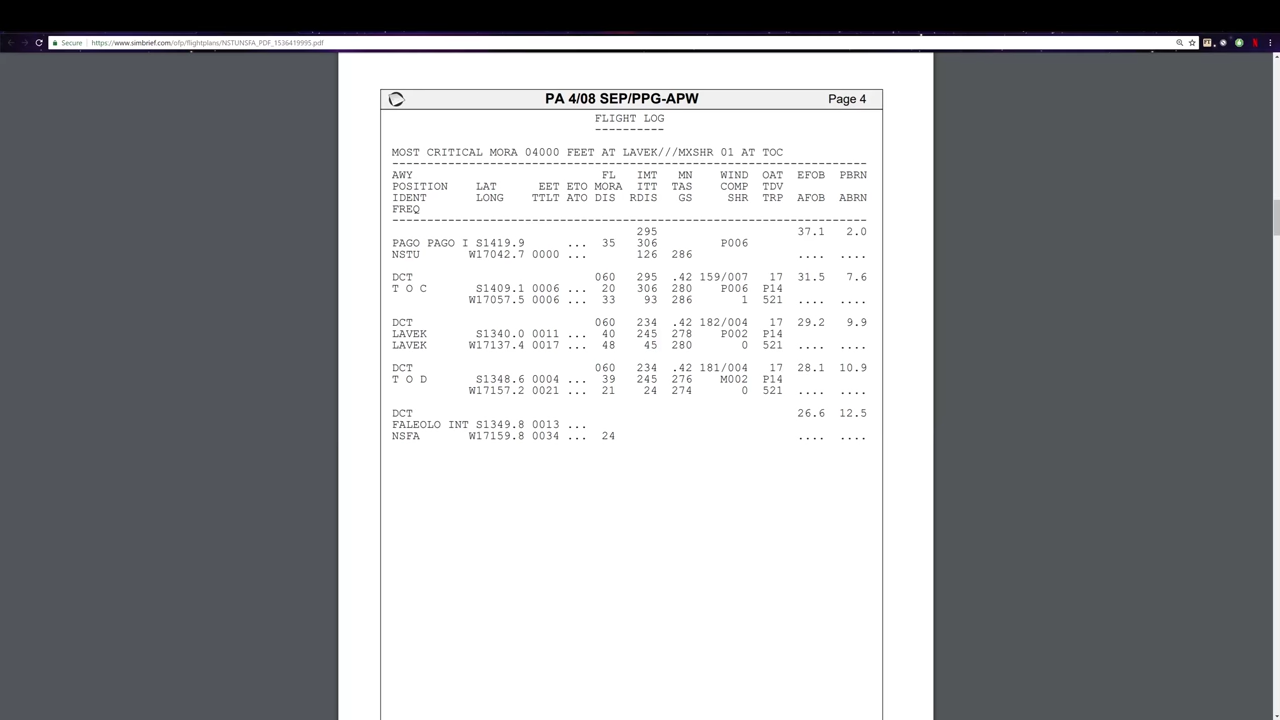 Secure https://www.simbrief.com/ofp/flightplans/NSTUNSFA_PDF_1536419995.pdf
PA 4/08 SEP/PPG-APW Page 4
FLIGHT LOG
----------
MOST CRITICAL MORA 04000 FEET AT LAVEK///MXSHR 01 AT TOC
--------------------------------------------------------------------
AWY FL IMT MN WIND OAT EFOB PBRN
POSITION LAT EET ETO MORA ITT TAS COMP TDV
IDENT LONG TTLT ATO DIS RDIS GS SHR TRP AFOB ABRN
FREQ
--------------------------------------------------------------------
295 37.1 2.0
PAGO PAGO I S1419.9 ... 35 306 P006
NSTU W17042.7 0000 ... 126 286 .... ....
DCT 060 295 .42 159/007 17 31.5 7.6
T O C S1409.1 0006 ... 20 306 280 P006 P14
W17057.5 0006 ... 33 93 286 1 521 .... ....
DCT 060 234 .42 182/004 17 29.2 9.9
LAVEK S1340.0 0011 ... 40 245 278 P002 P14
LAVEK W17137.4 0017 ... 48 45 280 0 521 .... ....
DCT 060 234 .42 181/004 17 28.1 10.9
T O D S1348.6 0004 ... 39 245 276 M002 P14
W17157.2 0021 ... 21 24 274 0 521 .... ....
DCT 26.6 12.5
FALEOLO INT S1349.8 0013 ...
NSFA W17159.8 0034 ... 24 .... ....